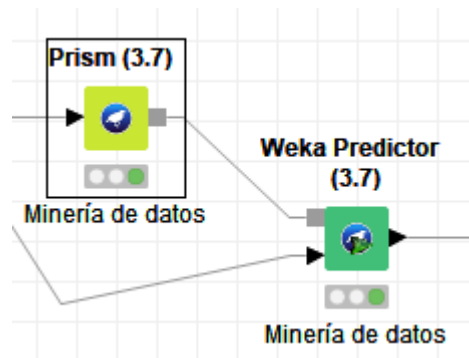 Prism (3.7)
Minería de datos
Weka Predictor
(3.7)
Minería de datos